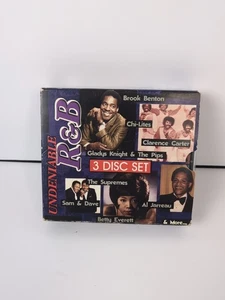 UNDENIABLE
R&B
Brook Benton
Chi-Lites
Clarence Carter
Gladys Knight & The Pips
3 DISC SET
The Supremes
Sam & Dave
Al Jarreau
Betty Everett
& More...